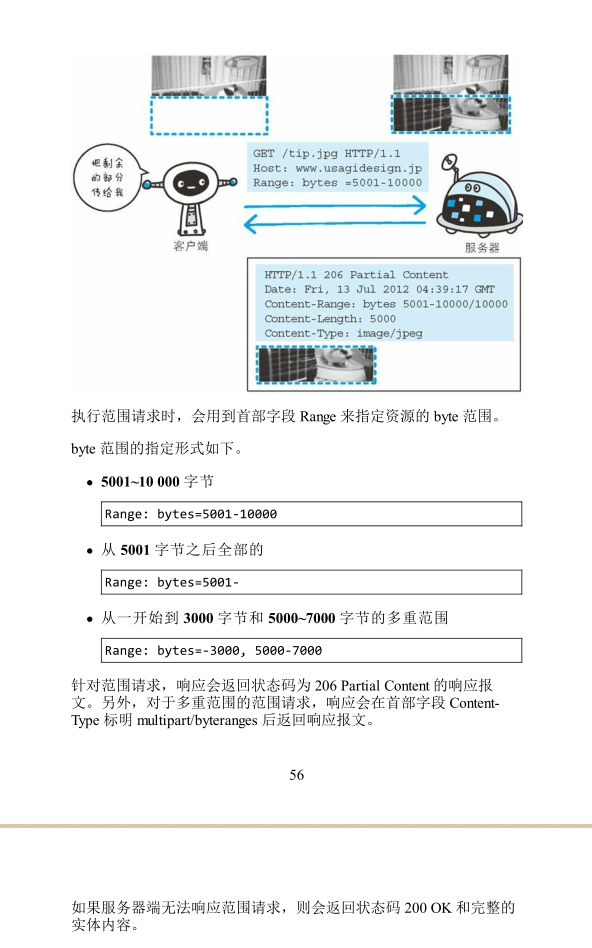 把剩余
的部分
传给我
GET /tip.jpg HTTP/1.1
Host: www.usagidesign.jp
Range: bytes =5001-10000
客户端
服务器
HTTP/1.1 206 Partial Content
Date: Fri, 13 Jul 2012 04:39:17 GMT
Content-Range: bytes 5001-10000/10000
Content-Length: 5000
Content-Type: image/jpeg
执行范围请求时，会用到首部字段 Range 来指定资源的 byte 范围。
byte 范围的指定形式如下。
● 5001~10 000 字节
Range: bytes=5001-10000
● 从 5001 字节之后全部的
Range: bytes=5001-
● 从一开始到 3000 字节和 5000~7000 字节的多重范围
Range: bytes=-3000, 5000-7000
针对范围请求，响应会返回状态码为 206 Partial Content 的响应报
文。另外，对于多重范围的范围请求，响应会在首部字段 Content-
Type 标明 multipart/byteranges 后返回响应报文。
56
如果服务器端无法响应范围请求，则会返回状态码 200 OK 和完整的
实体内容。